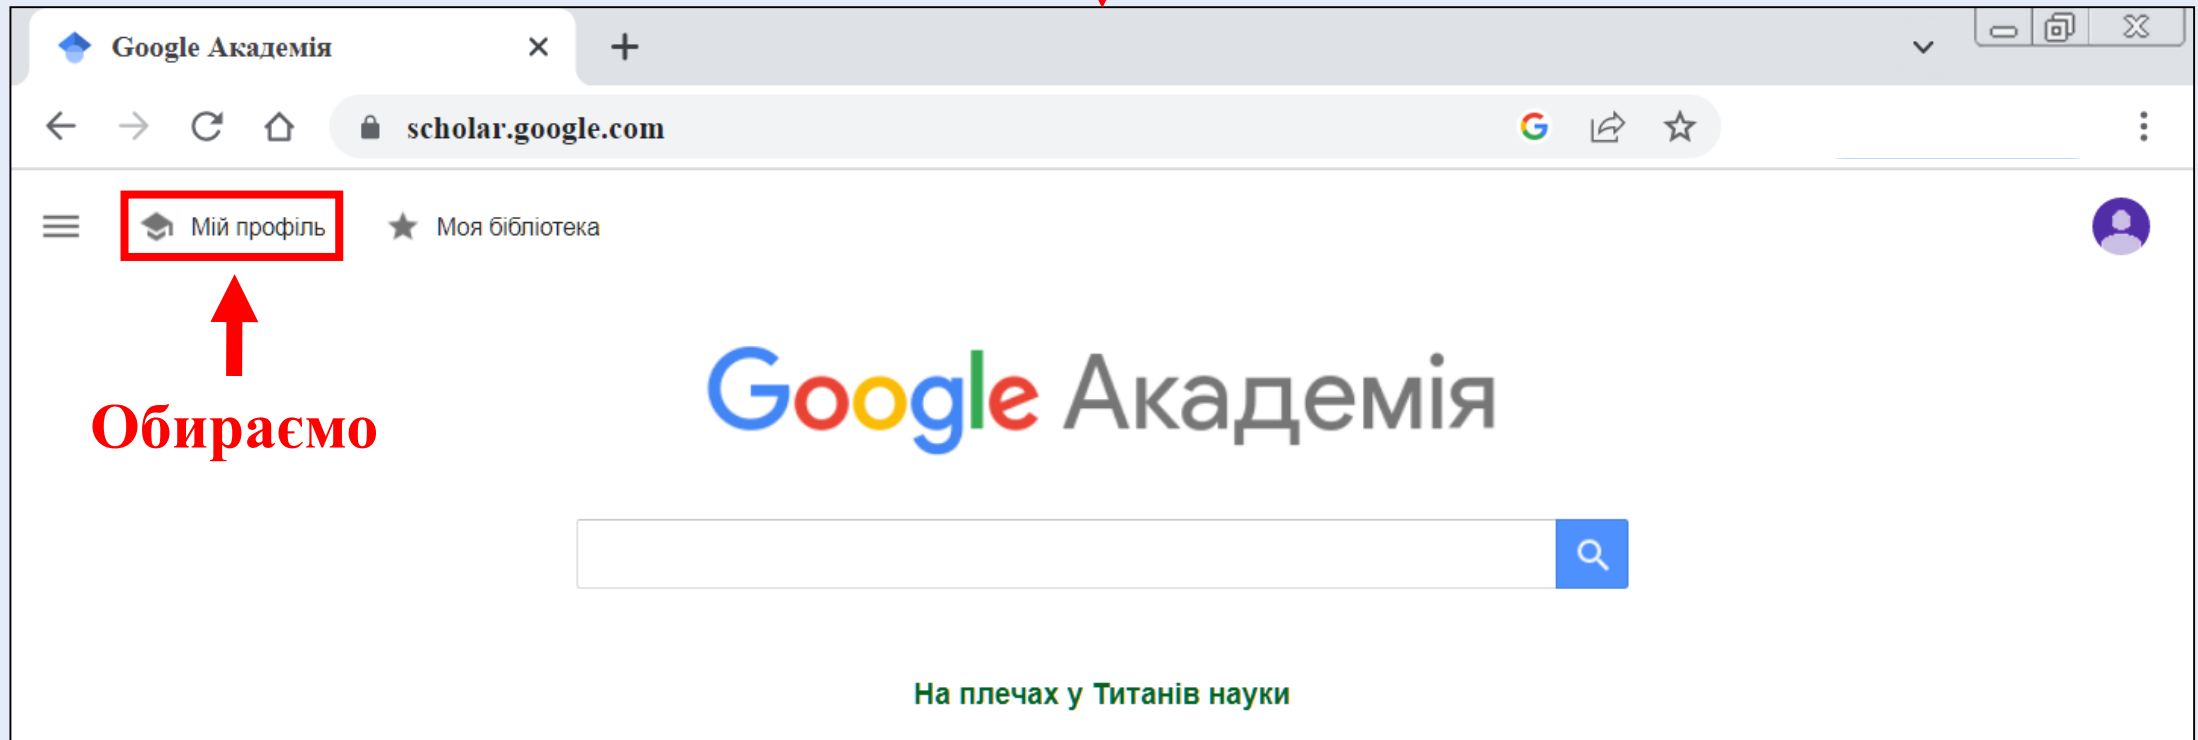 Google Академія
scholar.google.com
Мій профіль
Моя бібліотека
Обираємо
Google Академія
На плечах у Титанів науки